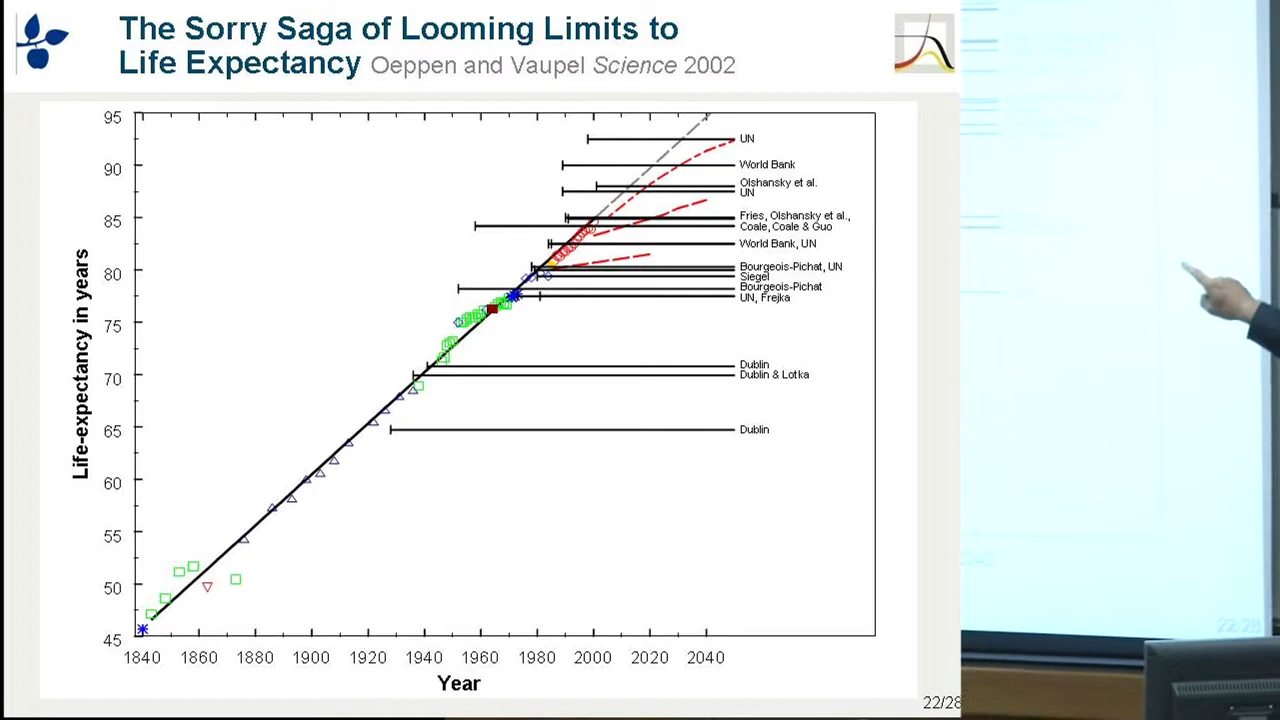 The Sorry Saga of Looming Limits to
Life Expectancy Oeppen and Vaupel Science 2002
95
90
85
80
75
70
65
60
55
50
45
Life-expectancy in years
UN
World Bank
Olshansky et al.
UN
Fries, Olshansky et al.,
Coale, Coale & Guo
World Bank, UN
Bourgeois-Pichat, UN
Siegel
Bourgeois-Pichat
UN, Frejka
Dublin
Dublin & Lotka
Dublin
1840 1860 1880 1900 1920 1940 1960 1980 2000 2020 2040
Year
22/28
22/28